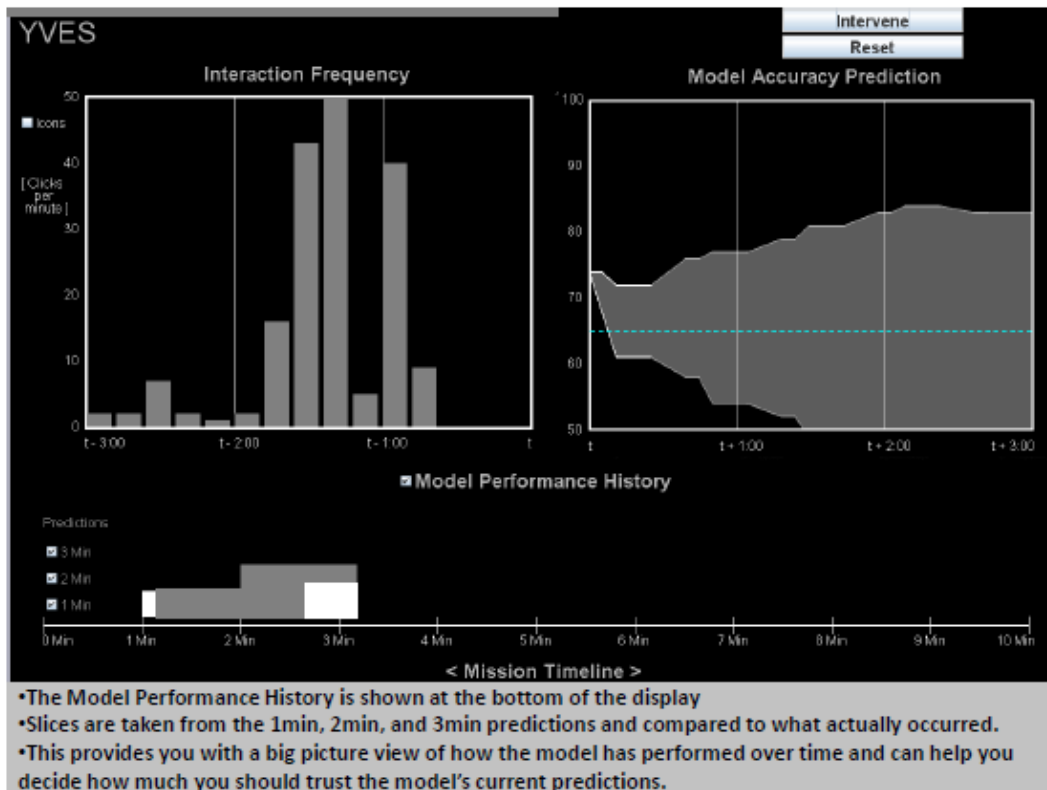 YVES
Intervene
Reset
Interaction Frequency
Model Accuracy Prediction
Icons
[ Clicks
per
minute ]
50
40
30
20
10
0
t - 3:00
t - 2:00
t - 1:00
t
100
90
80
70
60
50
t
t + 1:00
t + 2:00
t + 3:00
Model Performance History
Predictions
3 Min
2 Min
1 Min
0 Min
1 Min
2 Min
3 Min
4 Min
5 Min
6 Min
7 Min
8 Min
9 Min
10 Min
< Mission Timeline >
•The Model Performance History is shown at the bottom of the display
•Slices are taken from the 1min, 2min, and 3min predictions and compared to what actually occurred.
•This provides you with a big picture view of how the model has performed over time and can help you
decide how much you should trust the model's current predictions.